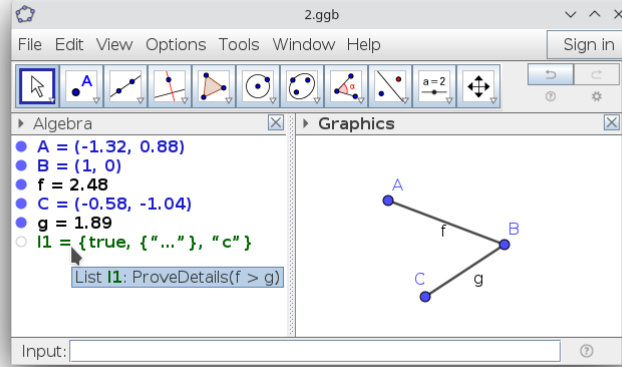 2.ggb
File Edit View Options Tools Window Help Sign in
A α a=2
Algebra
Graphics
A = (-1.32, 0.88)
B = (1, 0)
f = 2.48
C = (-0.58, -1.04)
g = 1.89
l1 = {true, {“...”}, “c”}
List l1: ProveDetails(f > g)
A
f
B
C
g
Input: